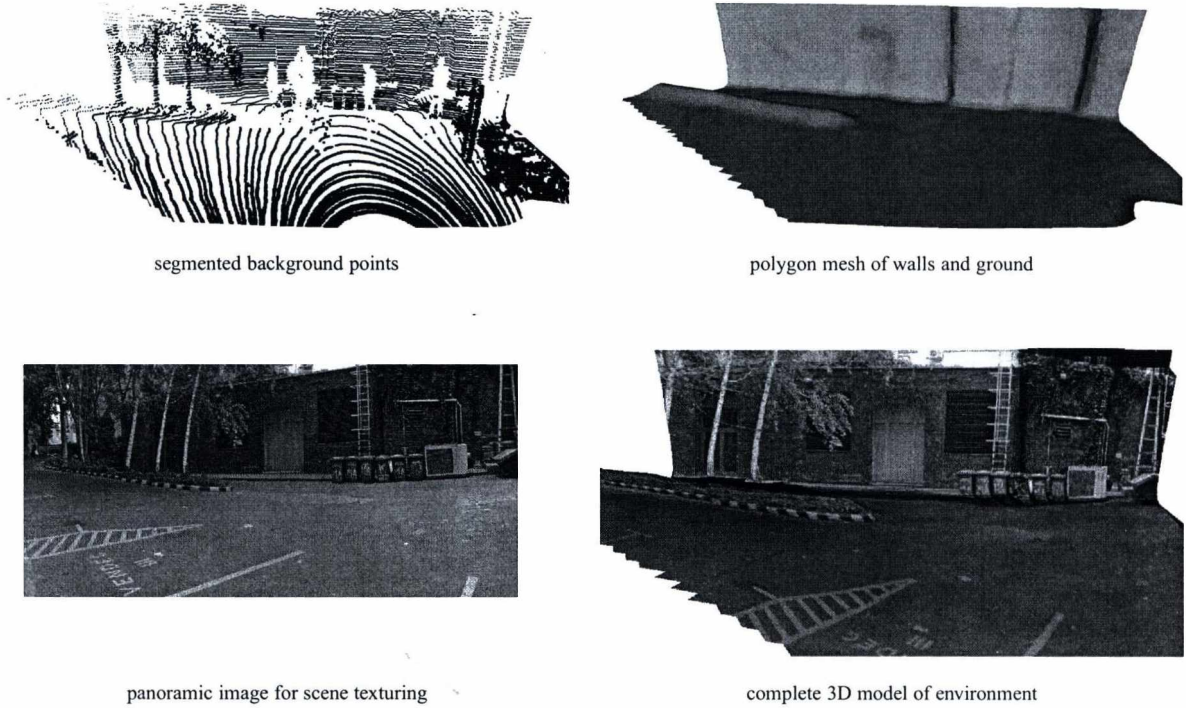 segmented background points
polygon mesh of walls and ground
VENDEG
panoramic image for scene texturing
complete 3D model of environment